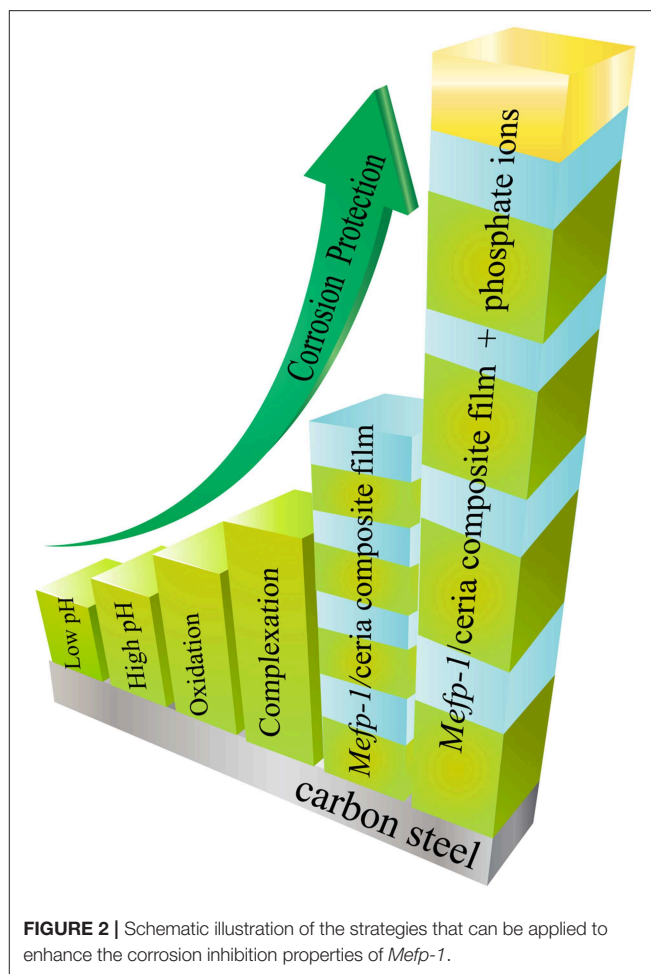 Corrosion Protection
Low pH
High pH
Oxidation
Complexation
Mefp-1/ceria composite film
Mefp-1/ceria composite film + phosphate ions
carbon steel
FIGURE 2 | Schematic illustration of the strategies that can be applied to
enhance the corrosion inhibition properties of Mefp-1.